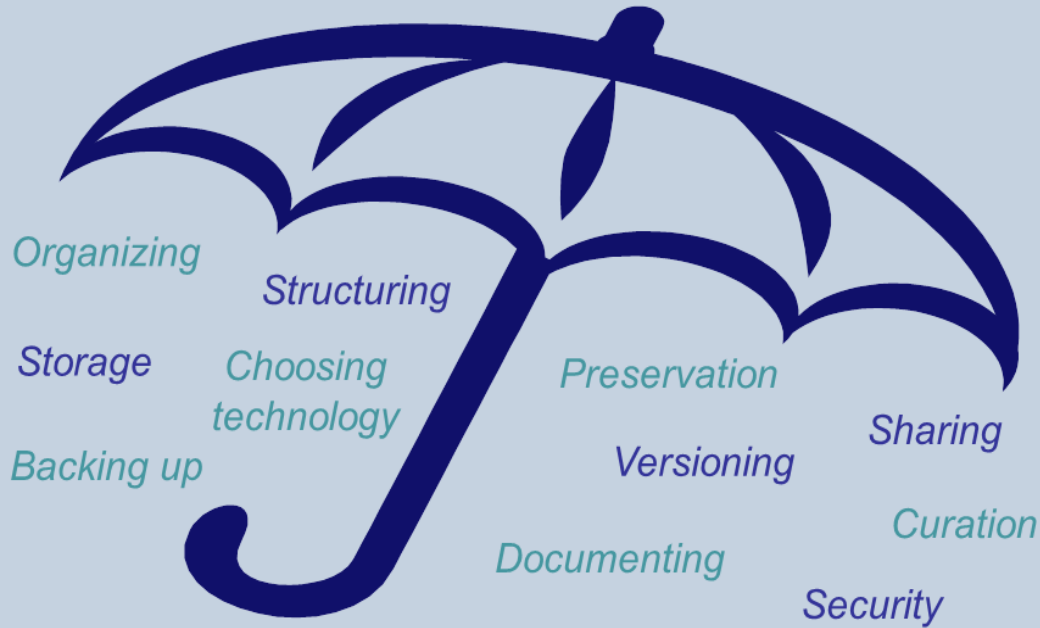 Organizing
Structuring
Storage
Choosing
technology
Backing up
Preservation
Sharing
Versioning
Curation
Documenting
Security